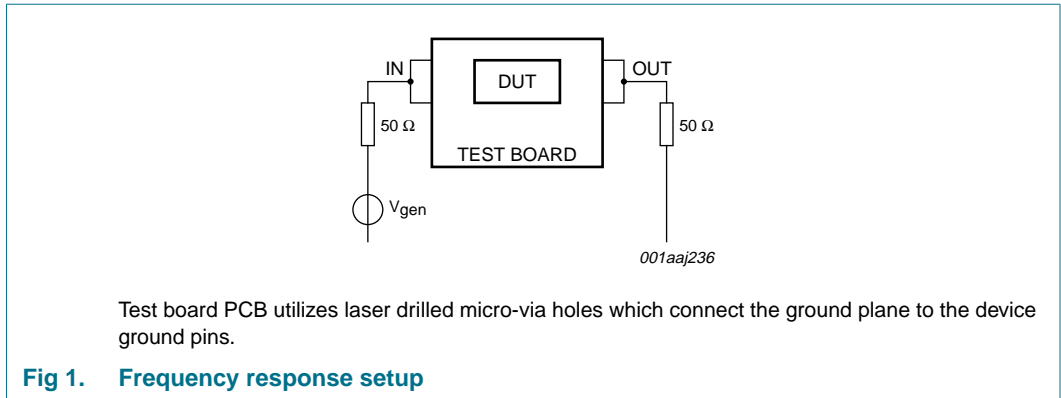 IN
DUT
OUT
50 Ω
50 Ω
TEST BOARD
Vgen
001aaj236
Test board PCB utilizes laser drilled micro-via holes which connect the ground plane to the device
ground pins.
Fig 1. Frequency response setup